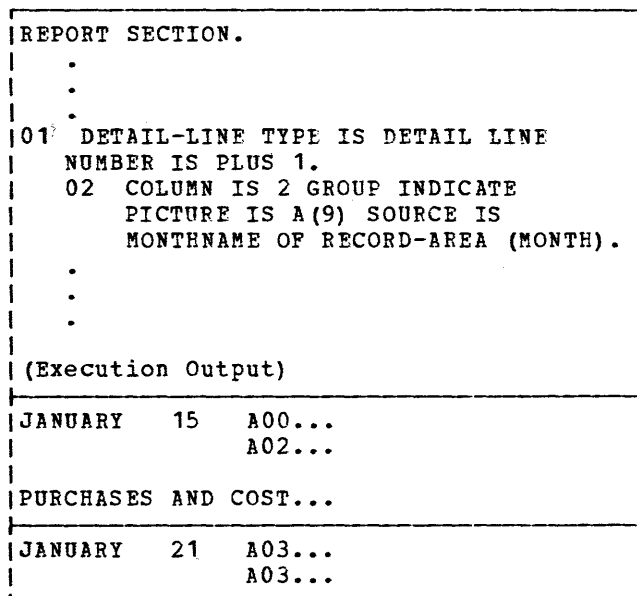 REPORT SECTION.
.
.
.
01 DETAIL-LINE TYPE IS DETAIL LINE
NUMBER IS PLUS 1.
02 COLUMN IS 2 GROUP INDICATE
PICTURE IS A(9) SOURCE IS
MONTHNAME OF RECORD-AREA (MONTH).
.
.
.
(Execution Output)
JANUARY 15 A00...
A02...
PURCHASES AND COST...
JANUARY 21 A03...
A03...